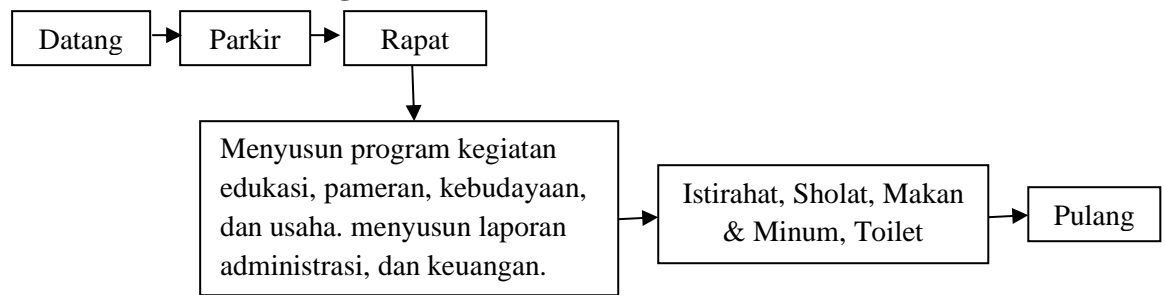 Datang
Parkir
Rapat
Menyusun program kegiatan
edukasi, pameran, kebudayaan,
dan usaha. menyusun laporan
administrasi, dan keuangan.
Istirahat, Sholat, Makan
& Minum, Toilet
Pulang